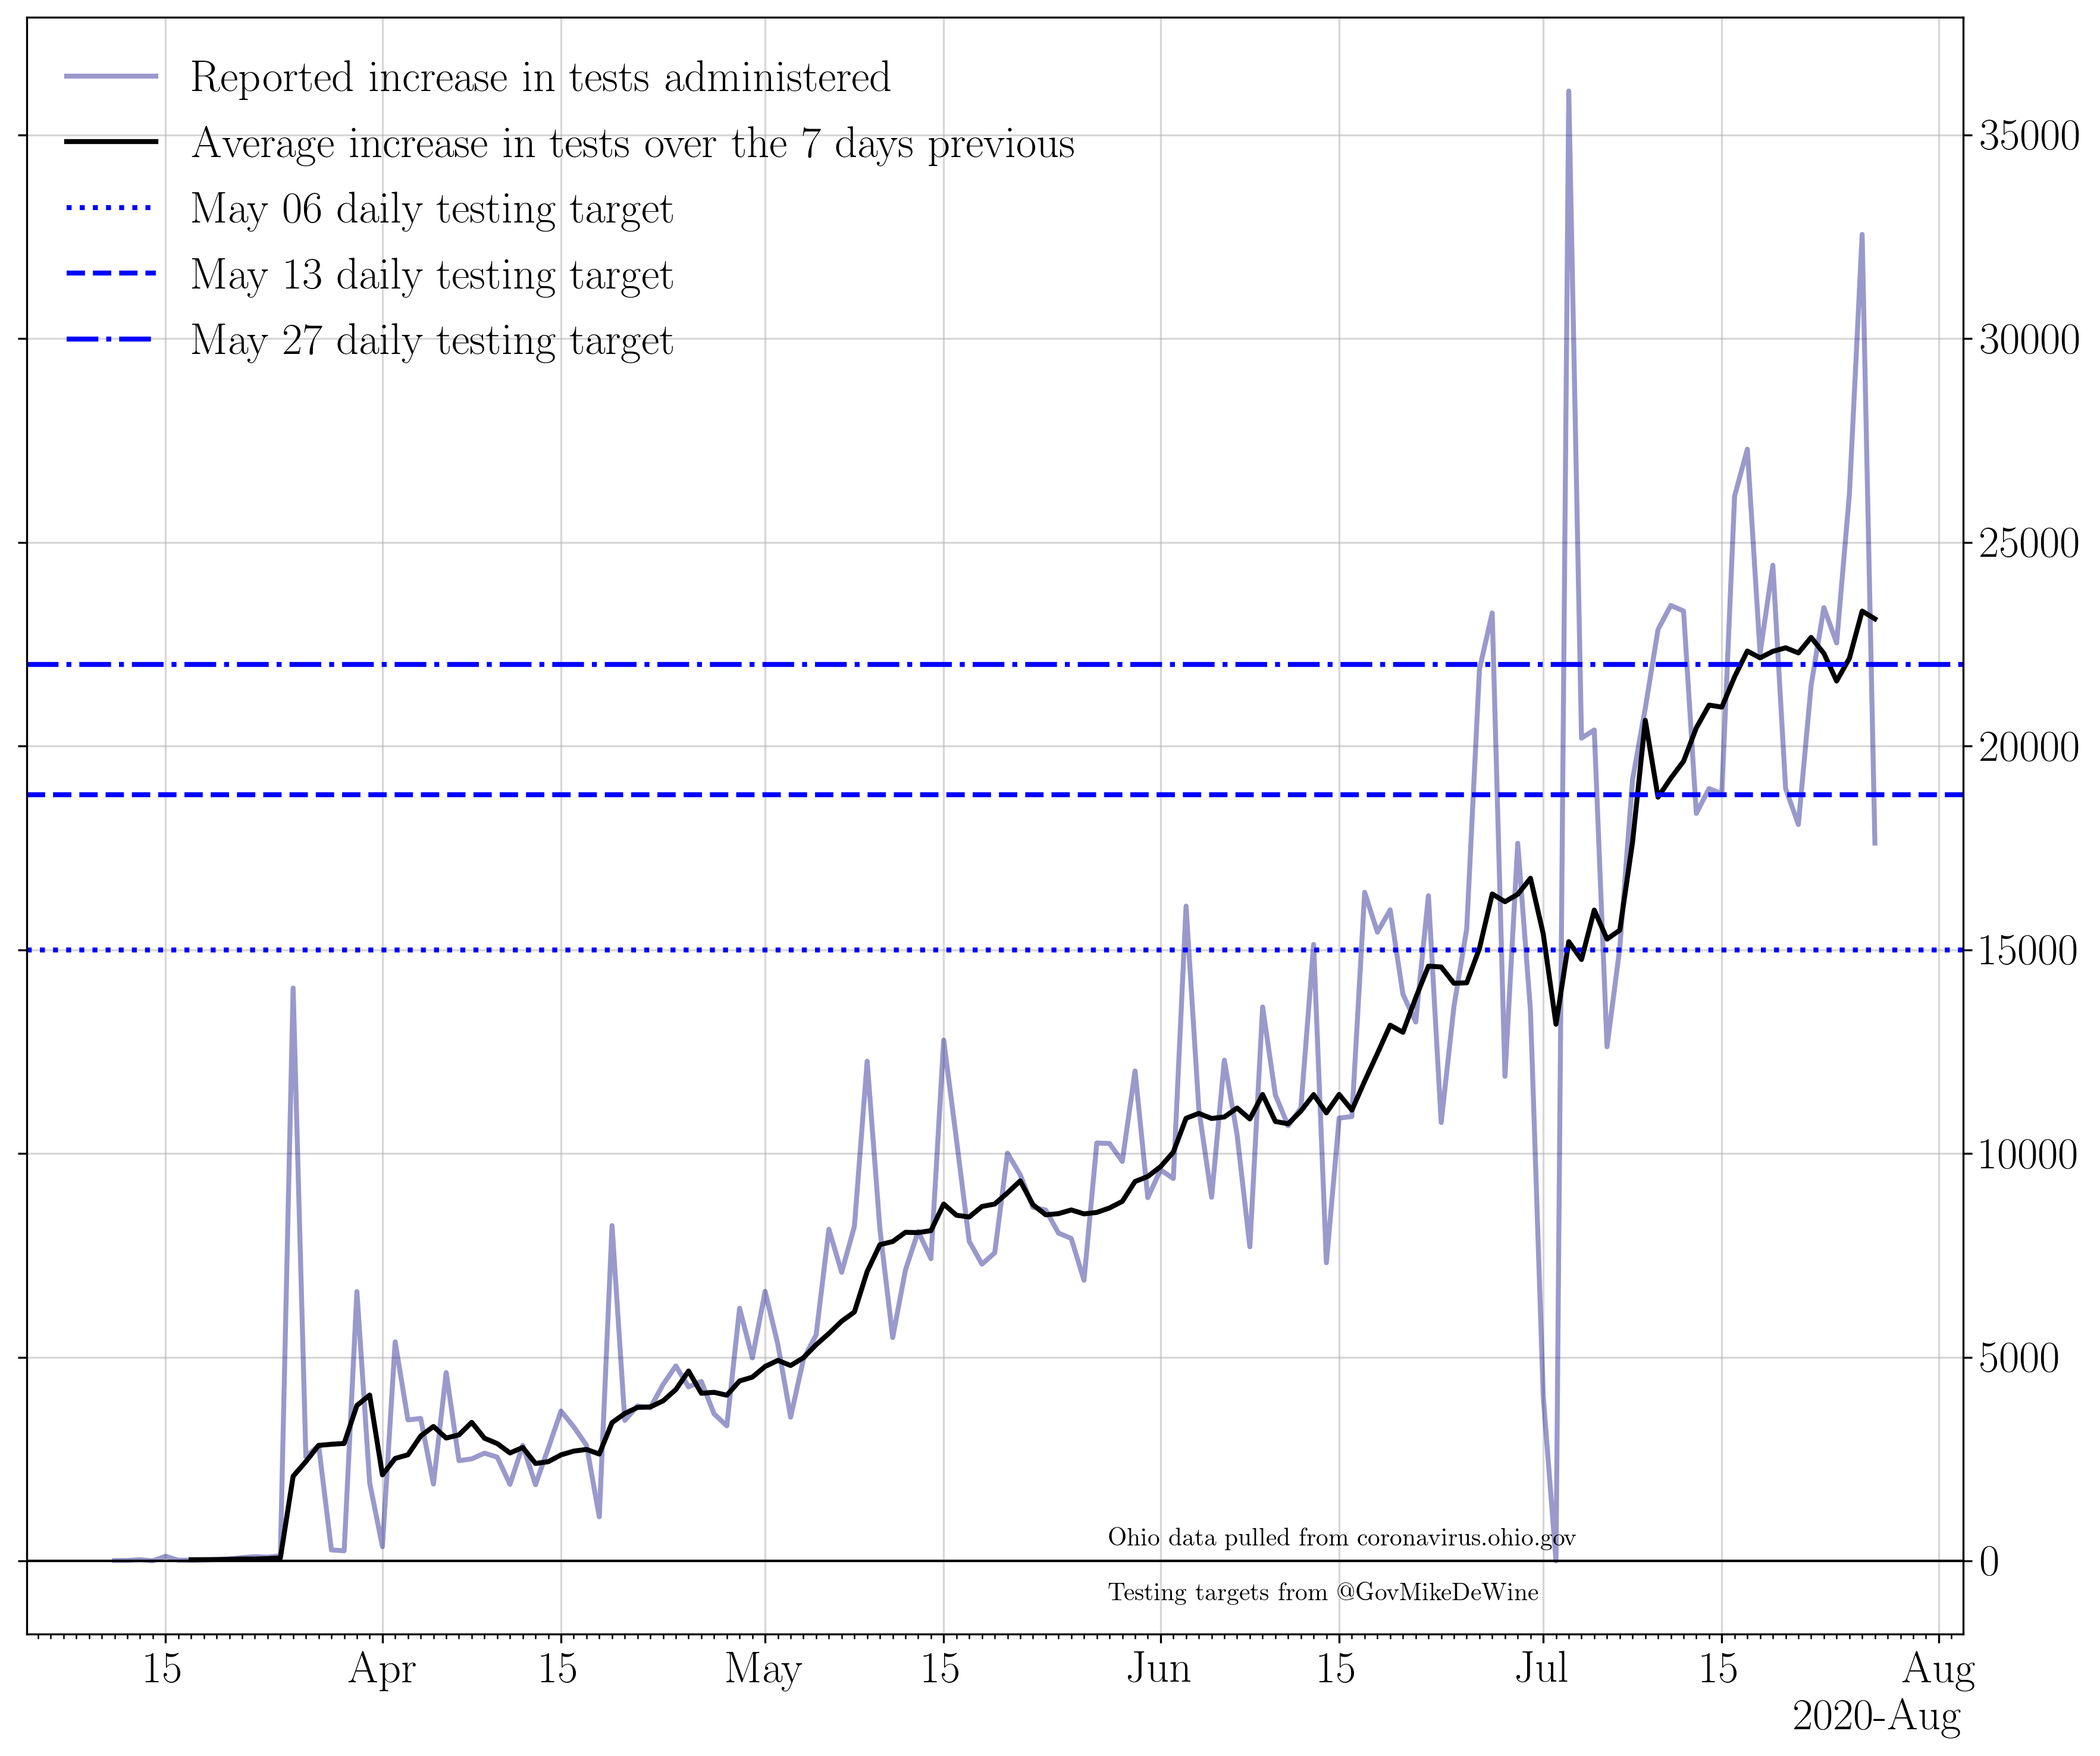 Reported increase in tests administered
Average increase in tests over the 7 days previous
May 06 daily testing target
May 13 daily testing target
May 27 daily testing target
35000
30000
25000
20000
15000
10000
5000
0
Ohio data pulled from coronavirus.ohio.gov
Testing targets from @GovMikeDeWine
15 Apr 15 May 15 Jun 15 Jul 15 Aug
2020-Aug